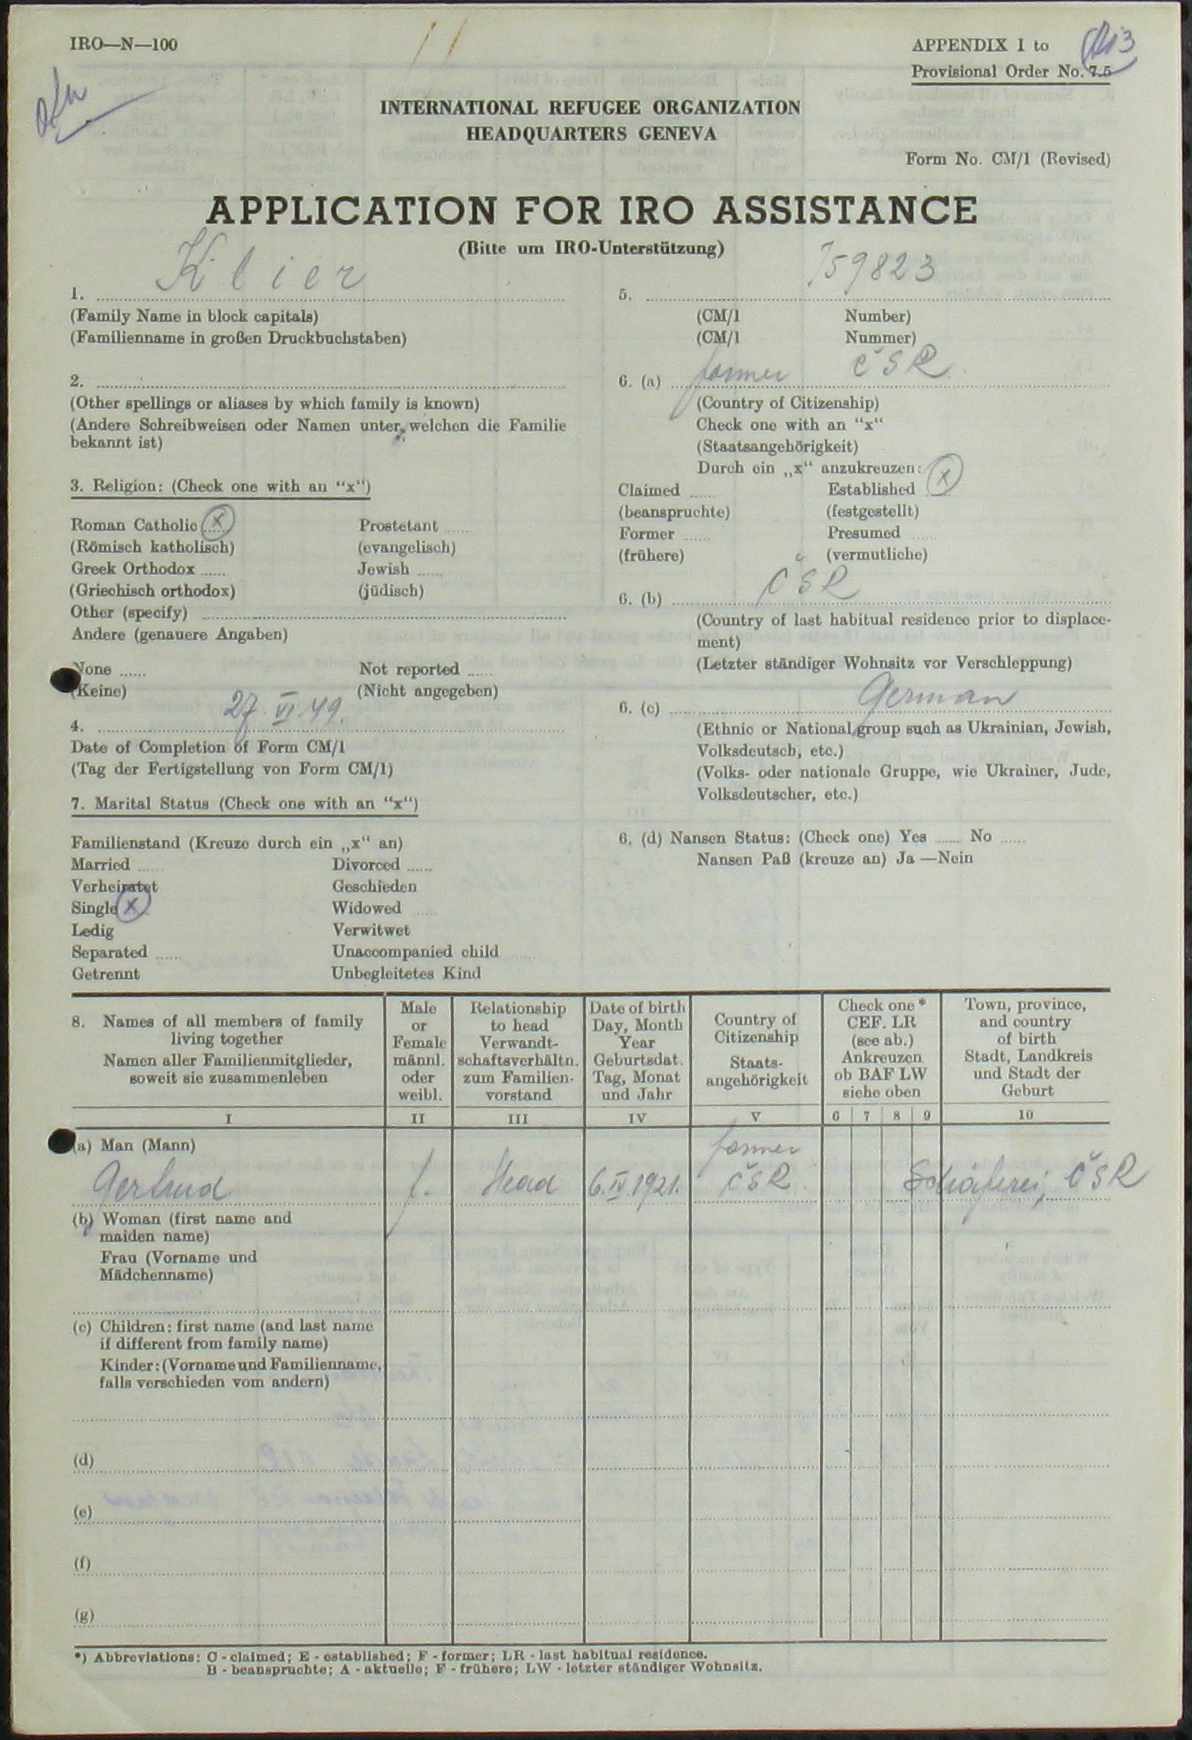 IRO—N—100
APPENDIX 1 to
Provisional Order No. 7.5
INTERNATIONAL REFUGEE ORGANIZATION
HEADQUARTERS GENEVA
Form No. CM/1 (Revised)
APPLICATION FOR IRO ASSISTANCE
(Bitte um IRO-Unterstützung)
1. Klier
(Family Name in block capitals)
(Familienname in großen Druckbuchstaben)
2.
(Other spellings or aliases by which family is known)
(Andere Schreibweisen oder Namen unter welchen die Familie
bekannt ist)
3. Religion: (Check one with an “x“)
Roman Catholic x Prostetant
(Römisch katholisch) (evangelisch)
Greek Orthodox Jewish
(Griechisch orthodox) (jüdisch)
Other (specify)
Andere (genauere Angaben)
None Not reported
(Keine) (Nicht angegeben)
4. 27. VI. 49.
Date of Completion of Form CM/1
(Tag der Fertigstellung von Form CM/1)
7. Marital Status (Check one with an “x“)
Familienstand (Kreuze durch ein „x“ an)
Married Divorced
Verheiratet Geschieden
Single x Widowed
Ledig Verwitwet
Separated Unaccompanied child
Getrennt Unbegleitetes Kind
5. 759823
(CM/1 Number)
(CM/1 Nummer)
6. (a) former ČSR
(Country of Citizenship)
Check one with an “x“
(Staatsangehörigkeit)
Durch ein „x“ anzukreuzen:
Claimed Established x
(beanspruchte) (festgestellt)
Former Presumed
(frühere) (vermutliche)
6. (b) ČSR
(Country of last habitual residence prior to displace-
ment)
(Letzter ständiger Wohnsitz vor Verschleppung)
6. (c) German
(Ethnic or National group such as Ukrainian, Jewish,
Volksdeutsch, etc.)
(Volks- oder nationale Gruppe, wie Ukrainer, Jude,
Volksdeutscher, etc.)
6. (d) Nansen Status: (Check one) Yes No
Nansen Paß (kreuze an) Ja —Nein
8. Names of all members of family
living together
Namen aller Familienmitglieder,
soweit sie zusammenleben
Male
or
Female
männl.
oder
weibl.
Relationship
to head
Verwandt-
schaftsverhältn.
zum Familien-
vorstand
Date of birth
Day, Month
Year
Geburtsdat.
Tag, Monat
und Jahr
Country of
Citizenship
Staats-
angehörigkeit
Check one *
CEF. LR
(see ab.)
Ankreuzen
ob BAF LW
siehe oben
Town, province,
and country
of birth
Stadt, Landkreis
und Stadt der
Geburt
I II III IV V 6 7 8 9 10
(a) Man (Mann)
Gertrud f. Head 6.IV.1921. former ČSR Schäferei, ČSR
(b) Woman (first name and
maiden name)
Frau (Vorname und
Mädchenname)
(c) Children: first name (and last name
if different from family name)
Kinder: (Vorname und Familienname,
falls verschieden vom andern)
(d)
(e)
(f)
(g)
*) Abbreviations: C - claimed; E - established; F - former; LR - last habitual residence.
B - beanspruchte; A - aktuelle; F - frühere; LW - letzter ständiger Wohnsitz.